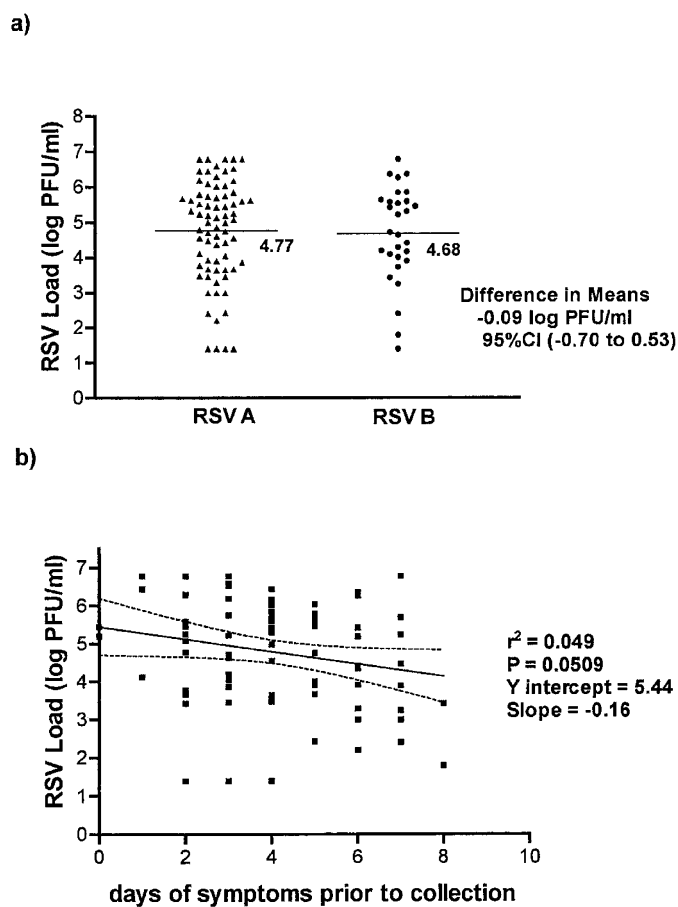 a)
8
7
6
5
4
3
2
1
0
RSV Load (log PFU/ml)
4.77
4.68
Difference in Means
-0.09 log PFU/ml
95%CI (-0.70 to 0.53)
RSV A
RSV B
b)
7
6
5
4
3
2
1
0
RSV Load (log PFU/ml)
r² = 0.049
P = 0.0509
Y intercept = 5.44
Slope = -0.16
0 2 4 6 8 10
days of symptoms prior to collection